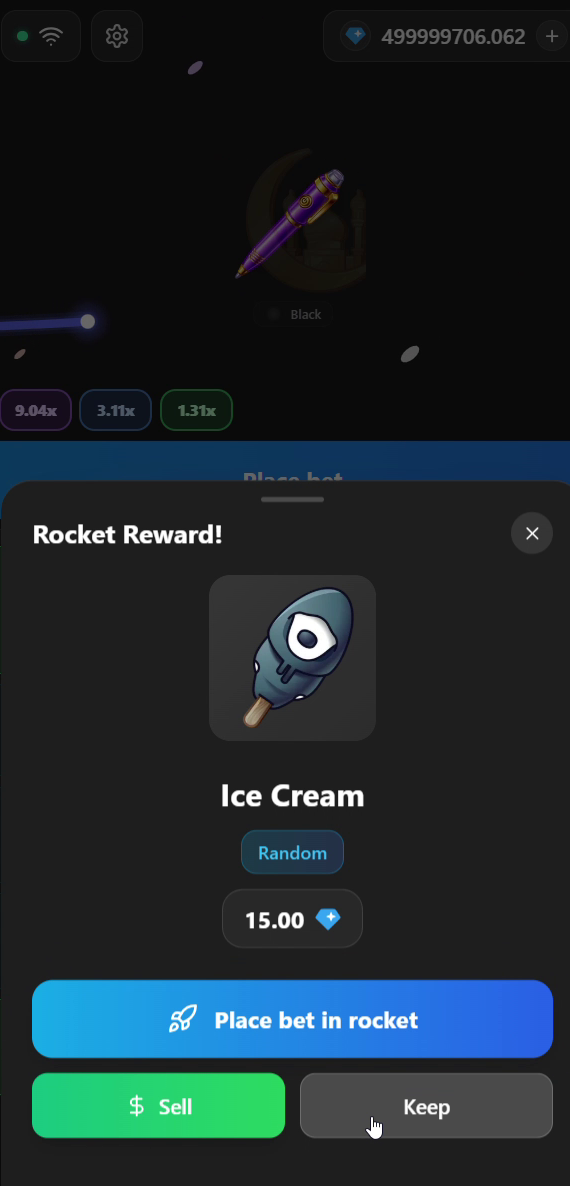 499999706.062 +
Black
9.04x 3.11x 1.31x
Place bet
Rocket Reward!
Ice Cream
Random
15.00
Place bet in rocket
$ Sell Keep